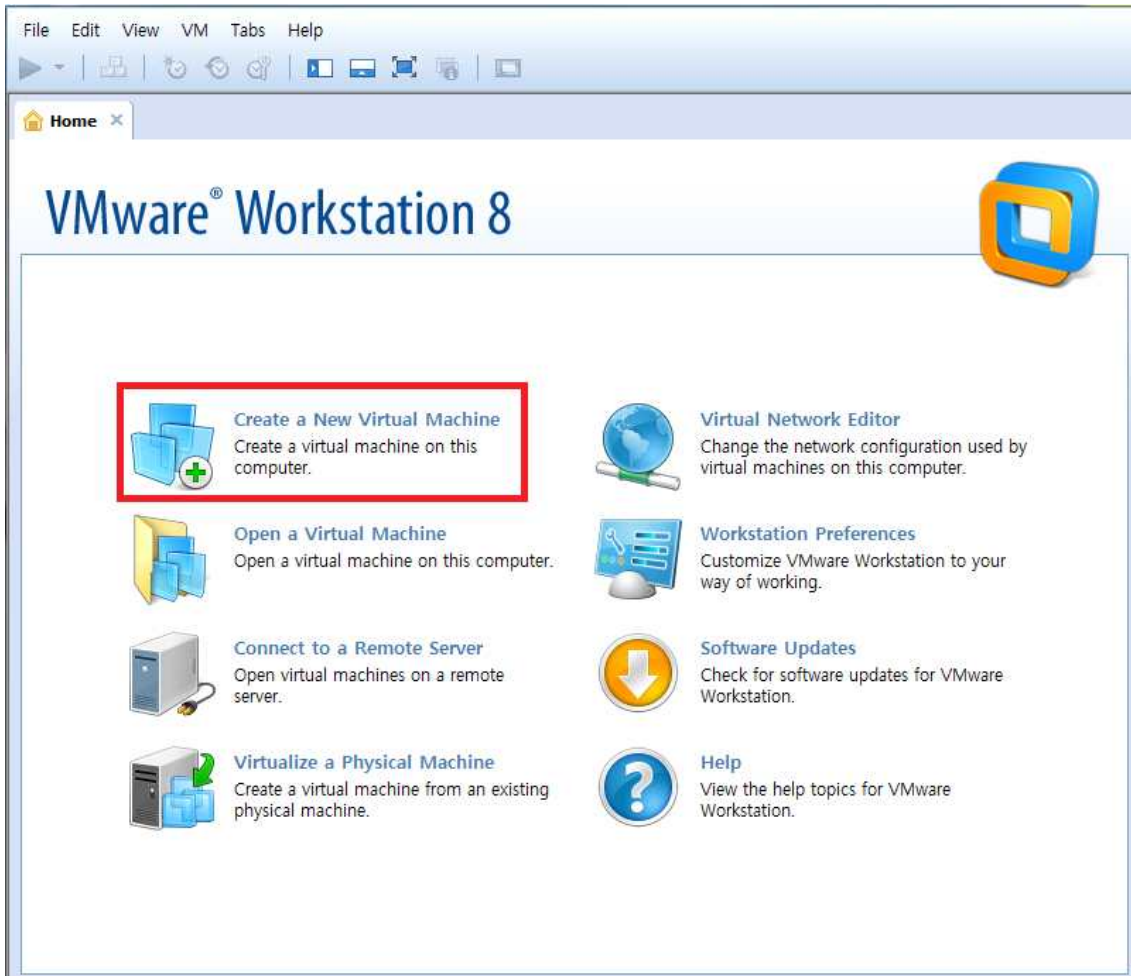 File Edit View VM Tabs Help
Home
VMware® Workstation 8
Create a New Virtual Machine
Create a virtual machine on this
computer.
Open a Virtual Machine
Open a virtual machine on this computer.
Connect to a Remote Server
Open virtual machines on a remote
server.
Virtualize a Physical Machine
Create a virtual machine from an existing
physical machine.
Virtual Network Editor
Change the network configuration used by
virtual machines on this computer.
Workstation Preferences
Customize VMware Workstation to your
way of working.
Software Updates
Check for software updates for VMware
Workstation.
Help
View the help topics for VMware
Workstation.